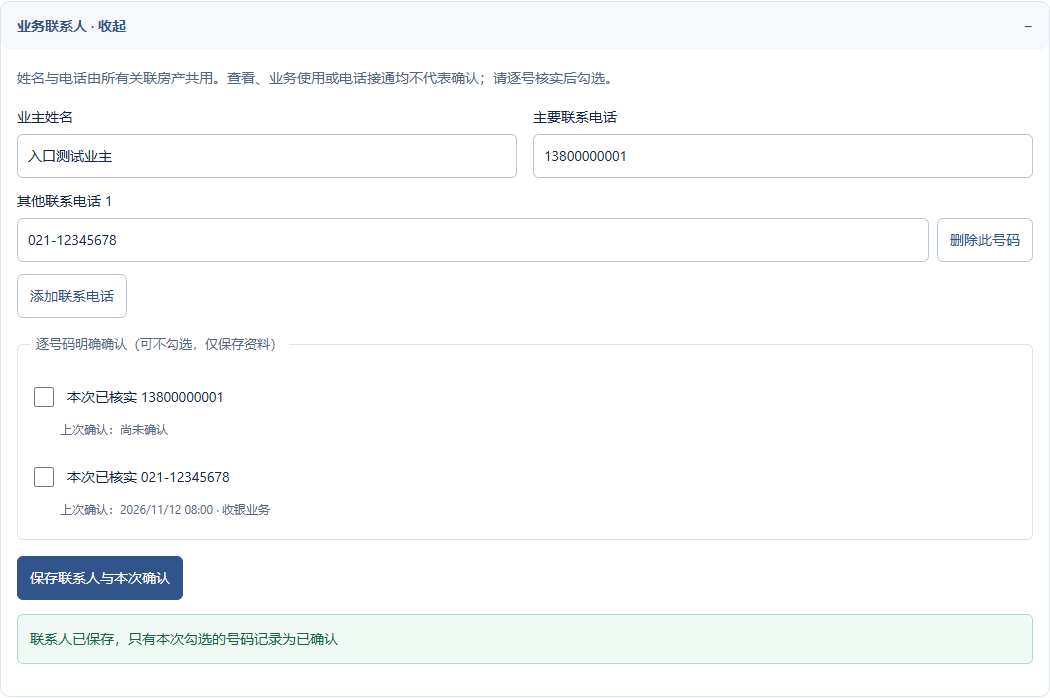 业务联系人 · 收起 −
姓名与电话由所有关联房产共用。查看、业务使用或电话接通均不代表确认；请逐号核实后勾选。
业主姓名
主要联系电话
入口测试业主
13800000001
其他联系电话 1
021-12345678
删除此号码
添加联系电话
逐号码明确确认（可不勾选，仅保存资料）
本次已核实 13800000001
上次确认：尚未确认
本次已核实 021-12345678
上次确认：2026/11/12 08:00 · 收银业务
保存联系人与本次确认
联系人已保存，只有本次勾选的号码记录为已确认